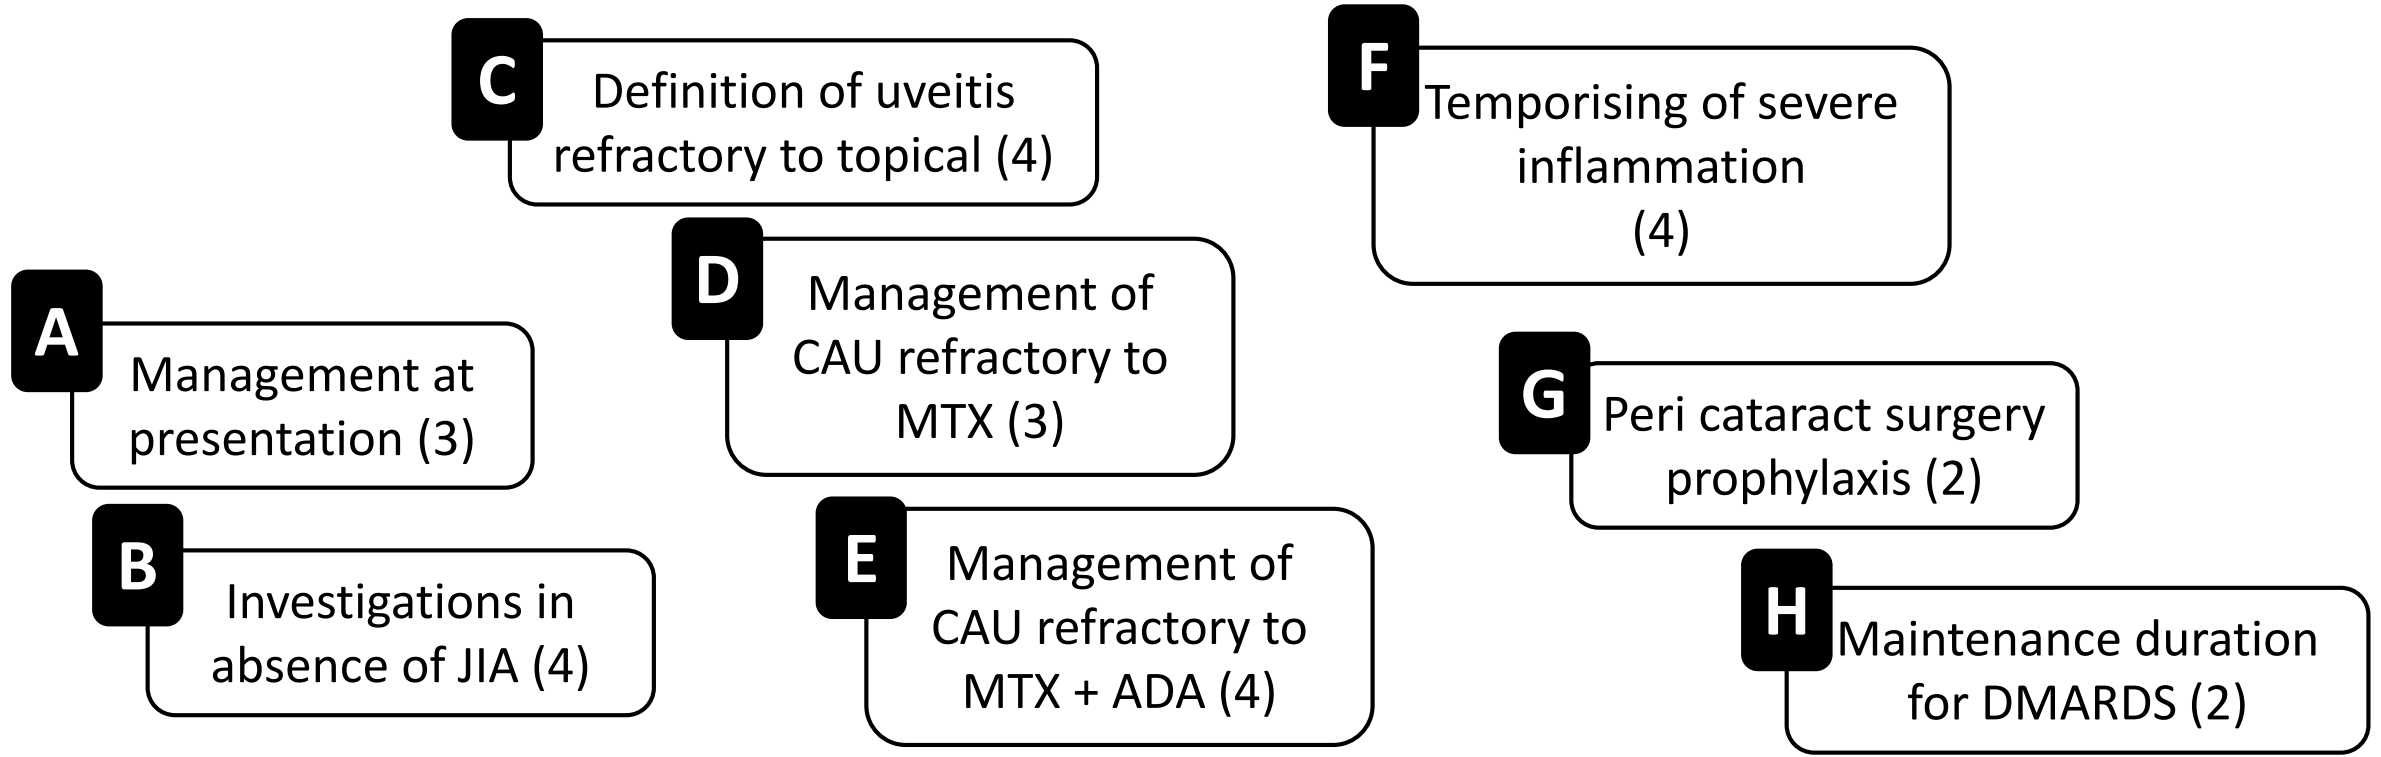 A
Management at
presentation (3)
B
Investigations in
absence of JIA (4)
C
Definition of uveitis
refractory to topical (4)
D
Management of
CAU refractory to
MTX (3)
E
Management of
CAU refractory to
MTX + ADA (4)
F
Temporising of severe
inflammation
(4)
G
Peri cataract surgery
prophylaxis (2)
H
Maintenance duration
for DMARDS (2)